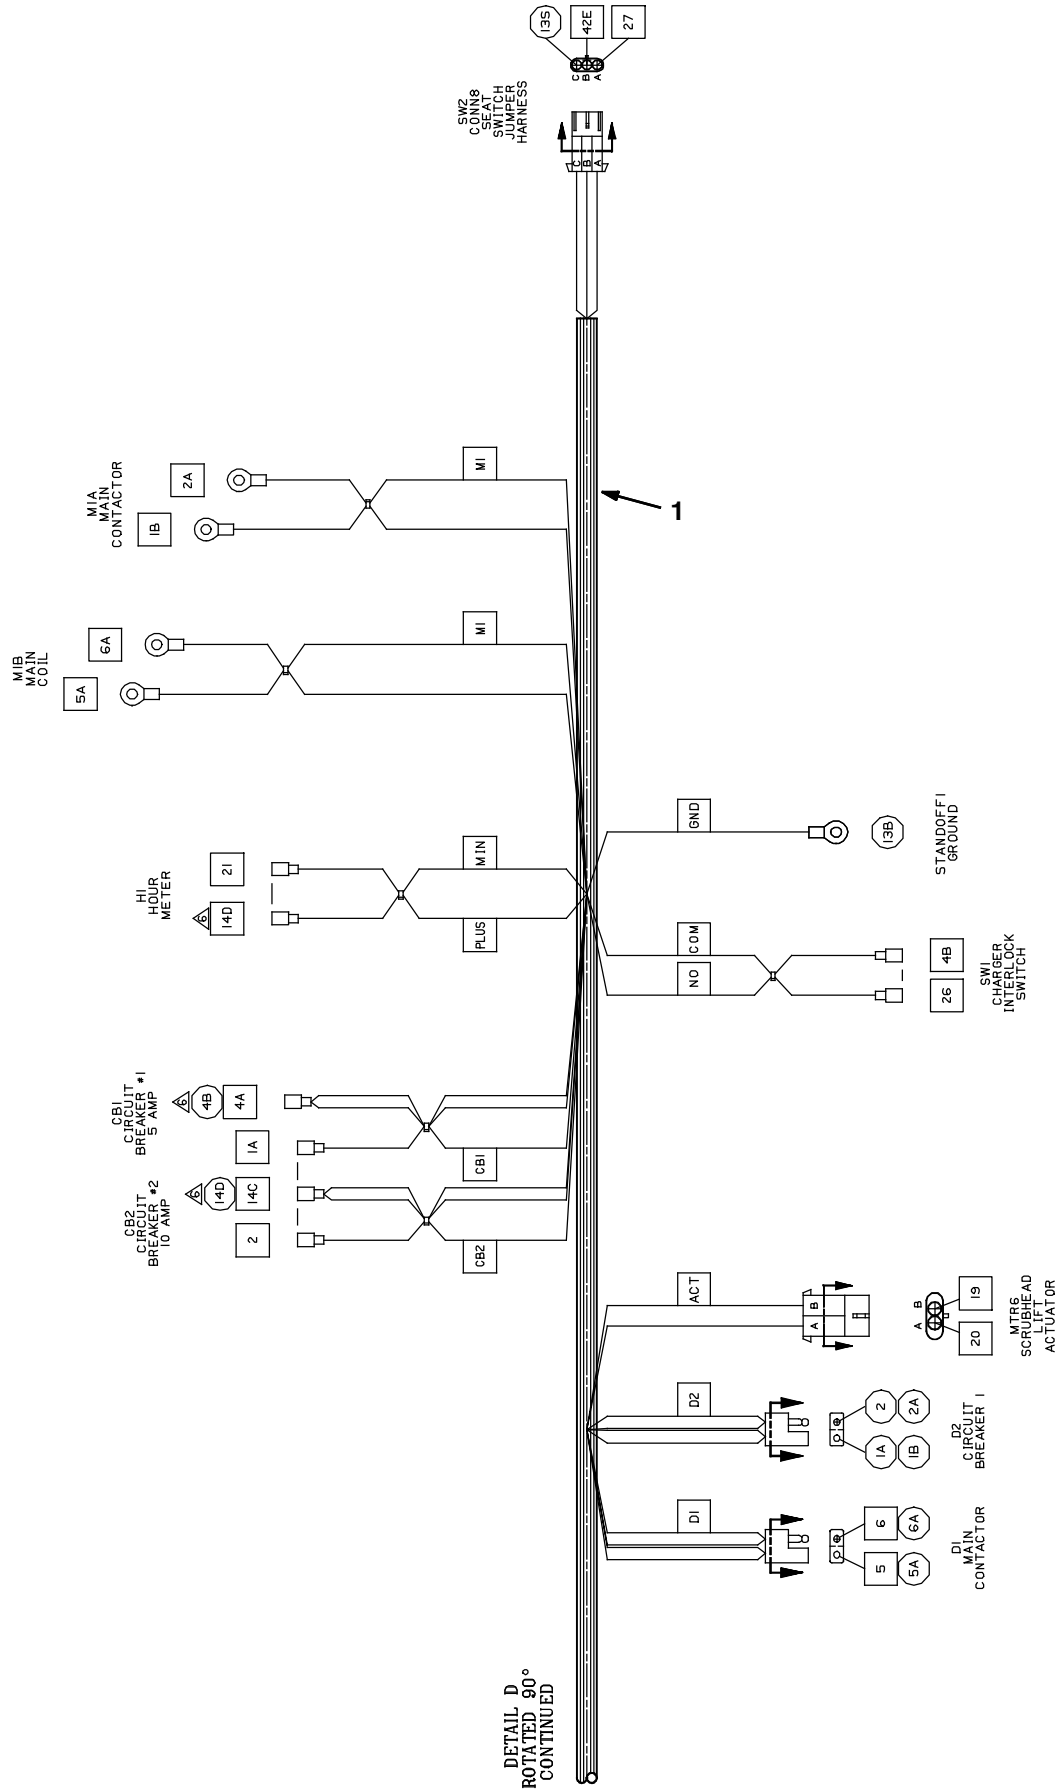 DETAIL D
ROTATED 90°
CONTINUED
MIB
MAIN
COIL
5A
6A
MI
MIA
MAIN
CONTACTOR
1B
2A
MI
SW2
CONN8
SEAT
SWITCH
JUMPER
HARNESS
C
B
A
C
B
A
13S
42E
27
1
CB2
CIRCUIT
BREAKER #2
10 AMP
2
6
14D
14C
CB2
CB1
CIRCUIT
BREAKER #1
5 AMP
1A
6
4B
4A
CB1
H1
HOUR
METER
6
14D
21
PLUS
MIN
D1
5
6
5A
6A
D1
MAIN
CONTACTOR
D2
1A
2
1B
2A
D2
CIRCUIT
BREAKER 1
ACT
A
B
A
B
20
19
MTR6
SCRUBHEAD
LIFT
ACTUATOR
NO
COM
26
4B
SW1
CHARGER
INTERLOCK
SWITCH
GND
13B
STANDOFF1
GROUND